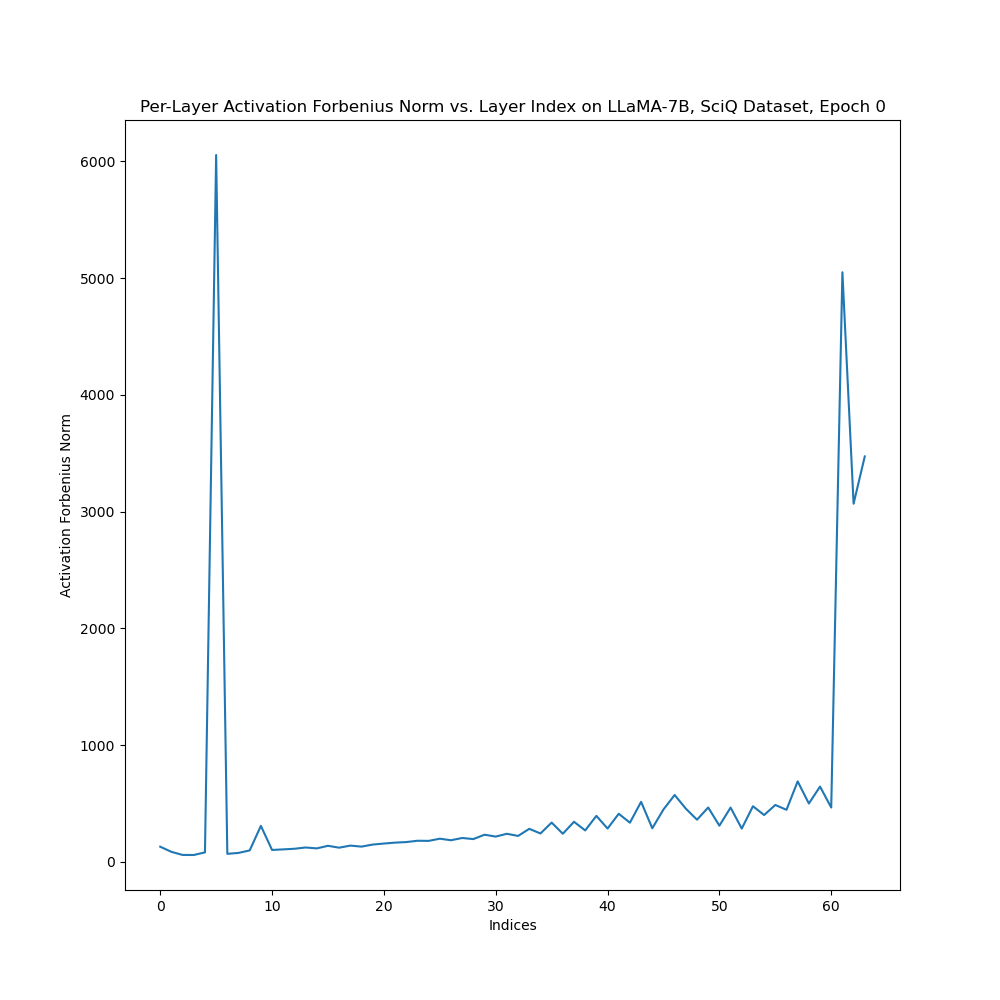 Per-Layer Activation Forbenius Norm vs. Layer Index on LLaMA-7B, SciQ Dataset, Epoch 0
6000
5000
4000
3000
2000
1000
0
Activation Forbenius Norm
0 10 20 30 40 50 60
Indices